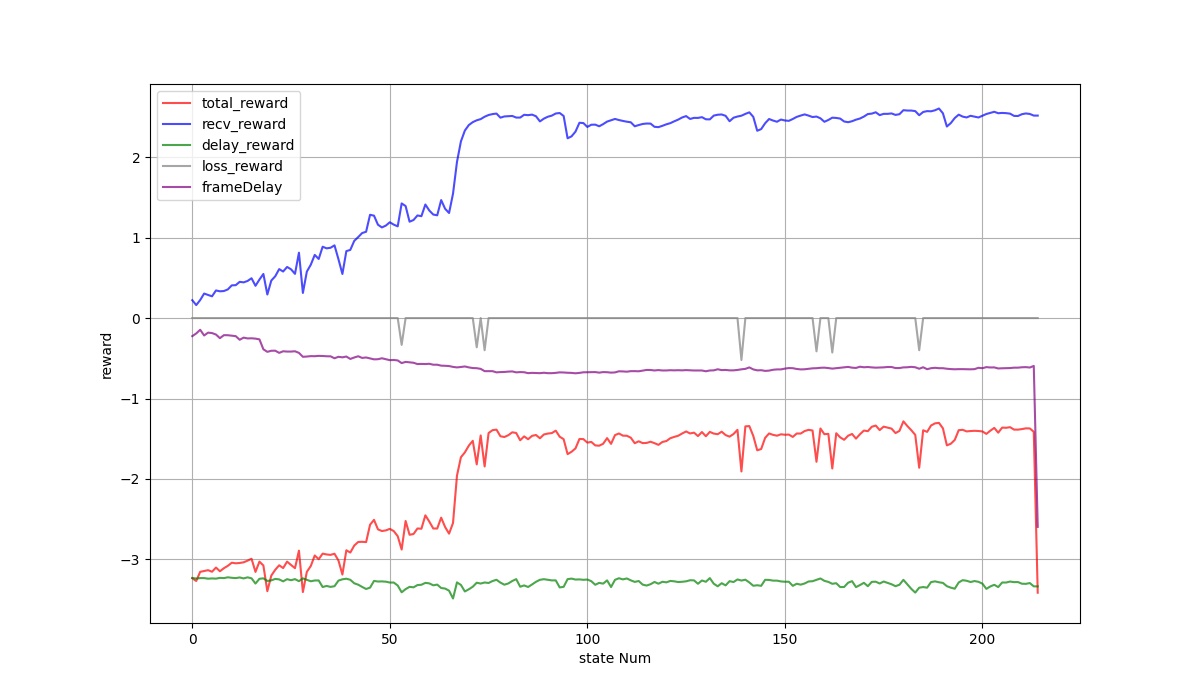 total_reward
recv_reward
delay_reward
loss_reward
frameDelay
reward
2
1
0
−1
−2
−3
0 50 100 150 200
state Num